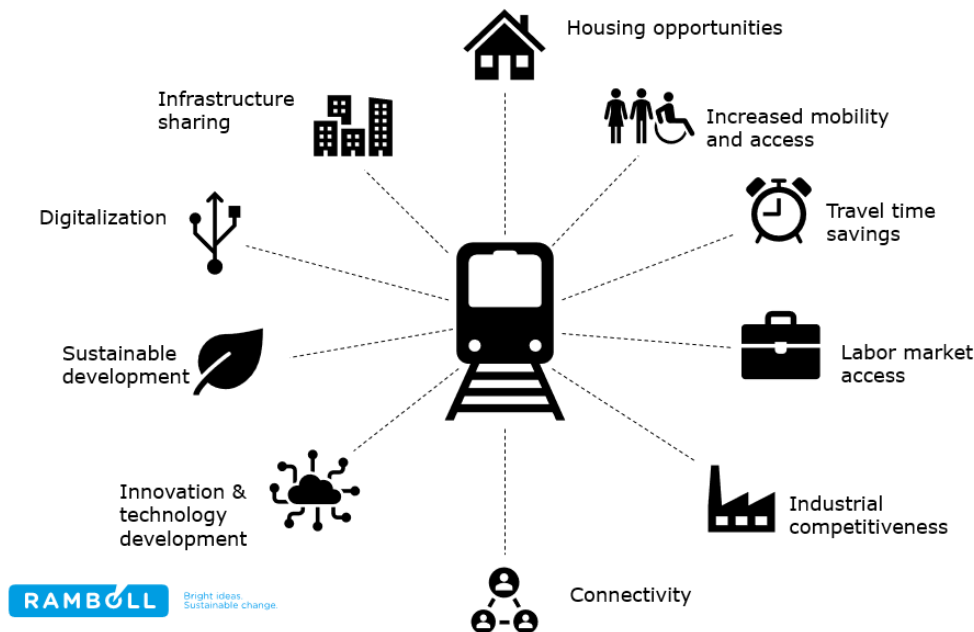 Housing opportunities
Infrastructure
sharing
Increased mobility
and access
Digitalization
Travel time
savings
Sustainable
development
Labor market
access
Innovation &
technology
development
Industrial
competitiveness
Connectivity
RAMBOLL
Bright ideas.
Sustainable change.